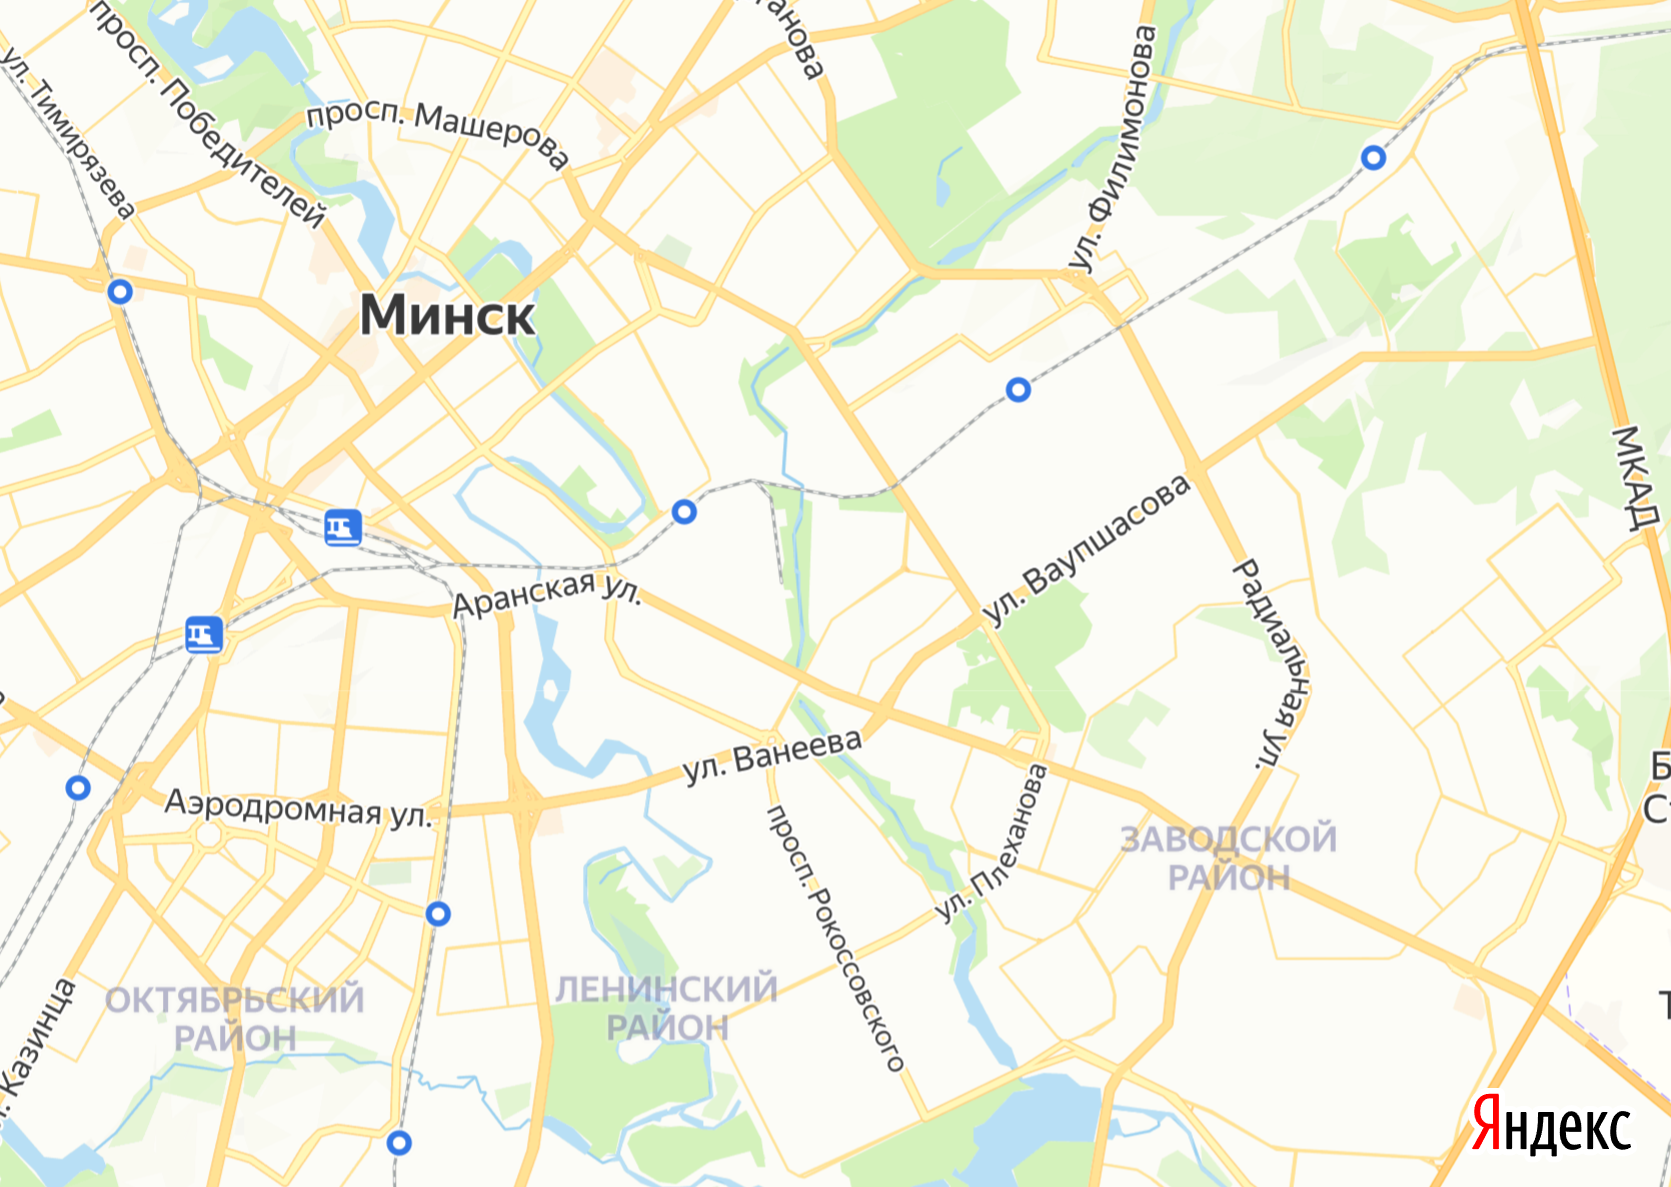 просп. Победителей
ул. Тимирязева
просп. Машерова
ул. Филимонова
Минск
МКАД
ул. Ваупшасова
Аранская ул.
Радиальная ул.
ул. Ванеева
Аэродромная ул.
просп. Рокоссовского
ул. Плеханова
ЗАВОДСКОЙ
РАЙОН
ЛЕНИНСКИЙ
РАЙОН
ОКТЯБРЬСКИЙ
РАЙОН
Казинца
Яндекс